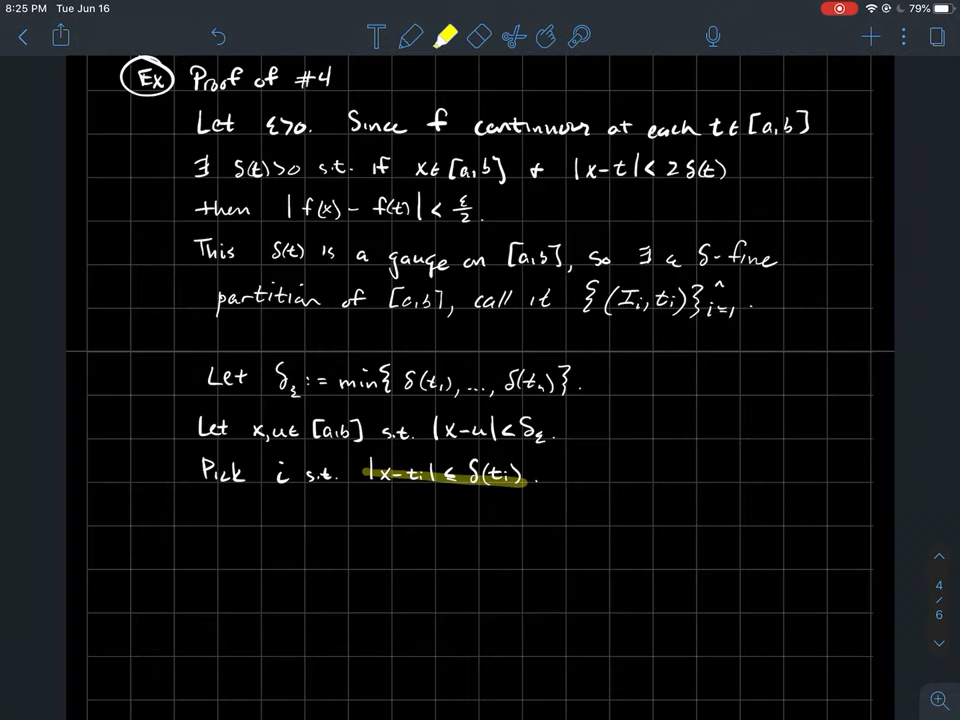 8:25 PM Tue Jun 16
79%
Ex Proof of #4
Let ε>0. Since f continuous at each t∈[a,b]
∃ δ(t)>0 s.t. if x∈[a,b] & |x-t|<2δ(t)
then |f(x)-f(t)|<ε/2.
This δ(t) is a gauge on [a,b], so ∃ a δ-fine
partition of [a,b], call it {(I_i,t_i)}_{i=1}^n.
Let δ_ε := min{δ(t_1),...,δ(t_n)}.
Let x,u∈[a,b] s.t. |x-u|<δ_ε.
Pick i s.t. |x-t_i|≤δ(t_i).
4
/
6